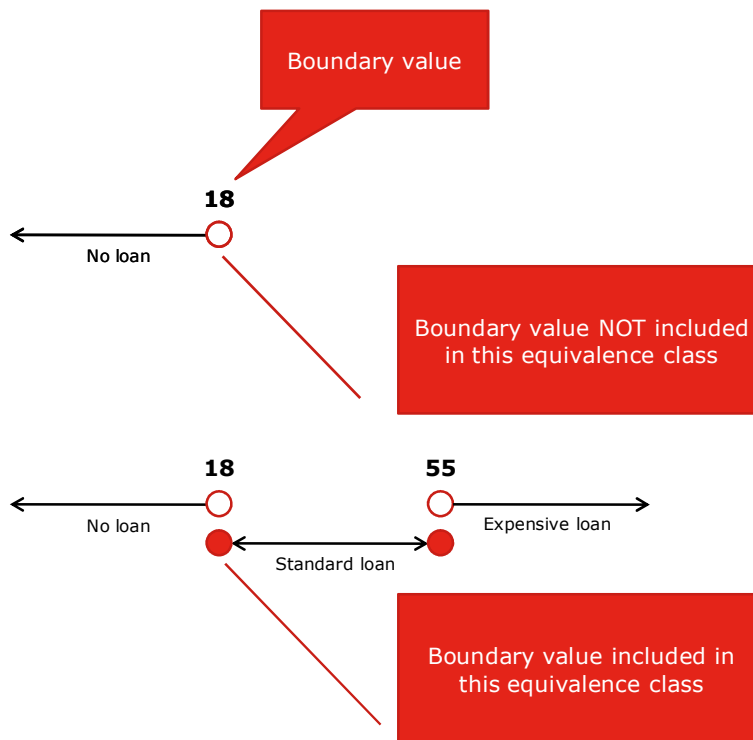 Boundary value
18
No loan
Boundary value NOT included
in this equivalence class
18
55
No loan
Expensive loan
Standard loan
Boundary value included in
this equivalence class